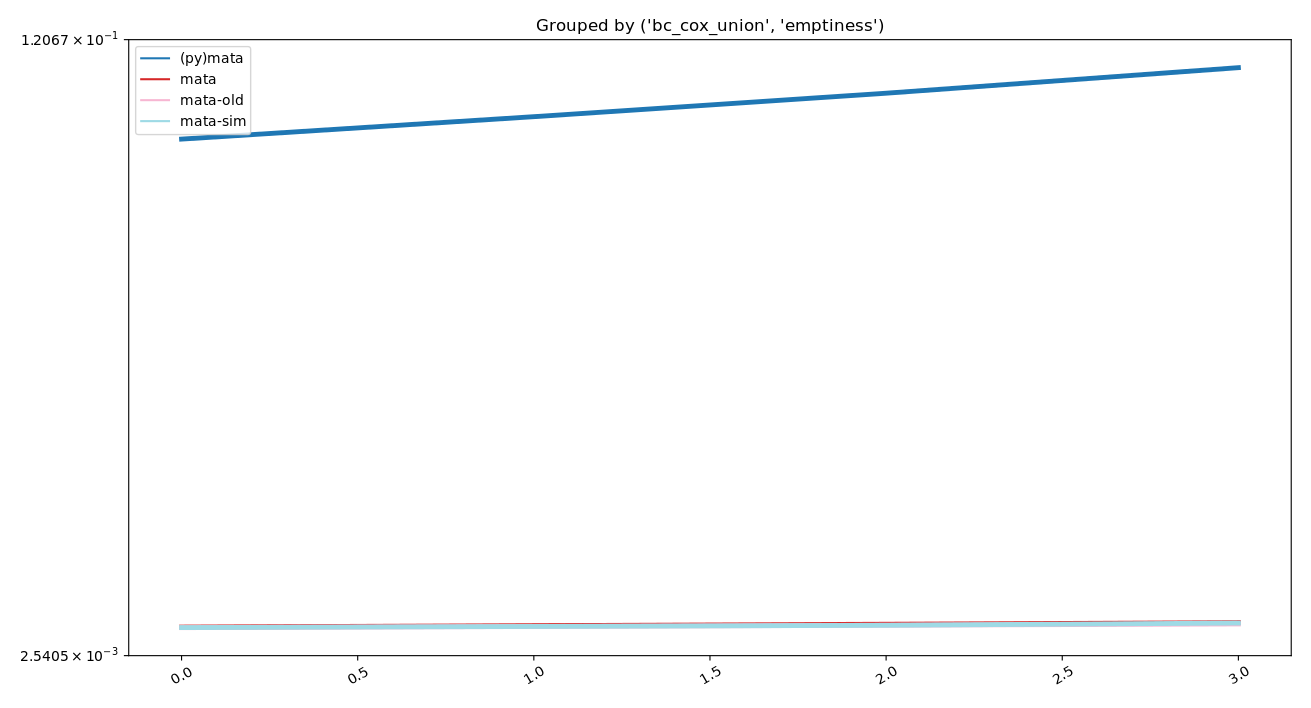 Grouped by ('bc_cox_union', 'emptiness')
1.2067 × 10⁻¹
(py)mata
mata
mata-old
mata-sim
2.5405 × 10⁻³
0.0 0.5 1.0 1.5 2.0 2.5 3.0